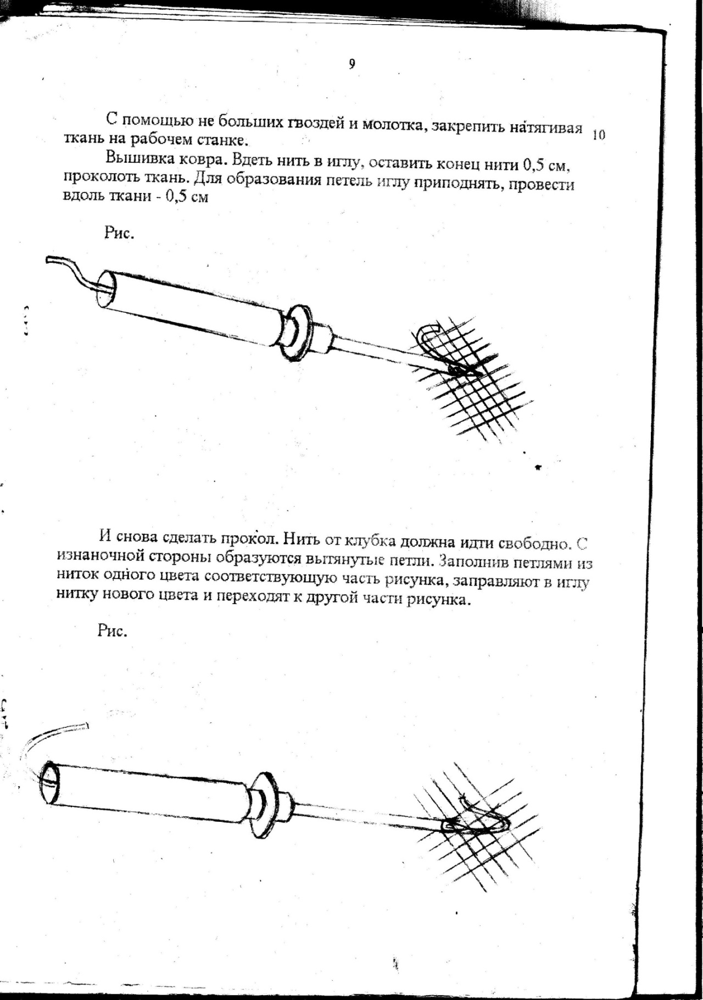 9
С помощью не больших гвоздей и молотка, закрепить натягивая 10
ткань на рабочем станке.
Вышивка ковра. Вдеть нить в иглу, оставить конец нити 0,5 см,
проколоть ткань. Для образования петель иглу приподнять, провести
вдоль ткани - 0,5 см
Рис.
И снова сделать прокол. Нить от клубка должна идти свободно. С
изнаночной стороны образуются вытянутые петли. Заполнив петлями из
ниток одного цвета соответствующую часть рисунка, заправляют в иглу
нитку нового цвета и переходят к другой части рисунка.
Рис.